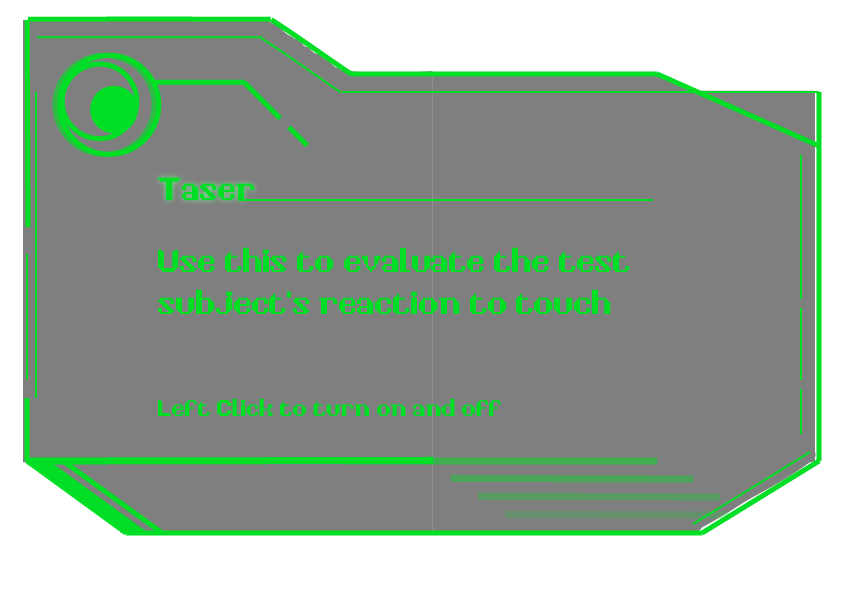 Taser
Use this to evaluate the test
subject's reaction to touch
Left Click to turn on and off